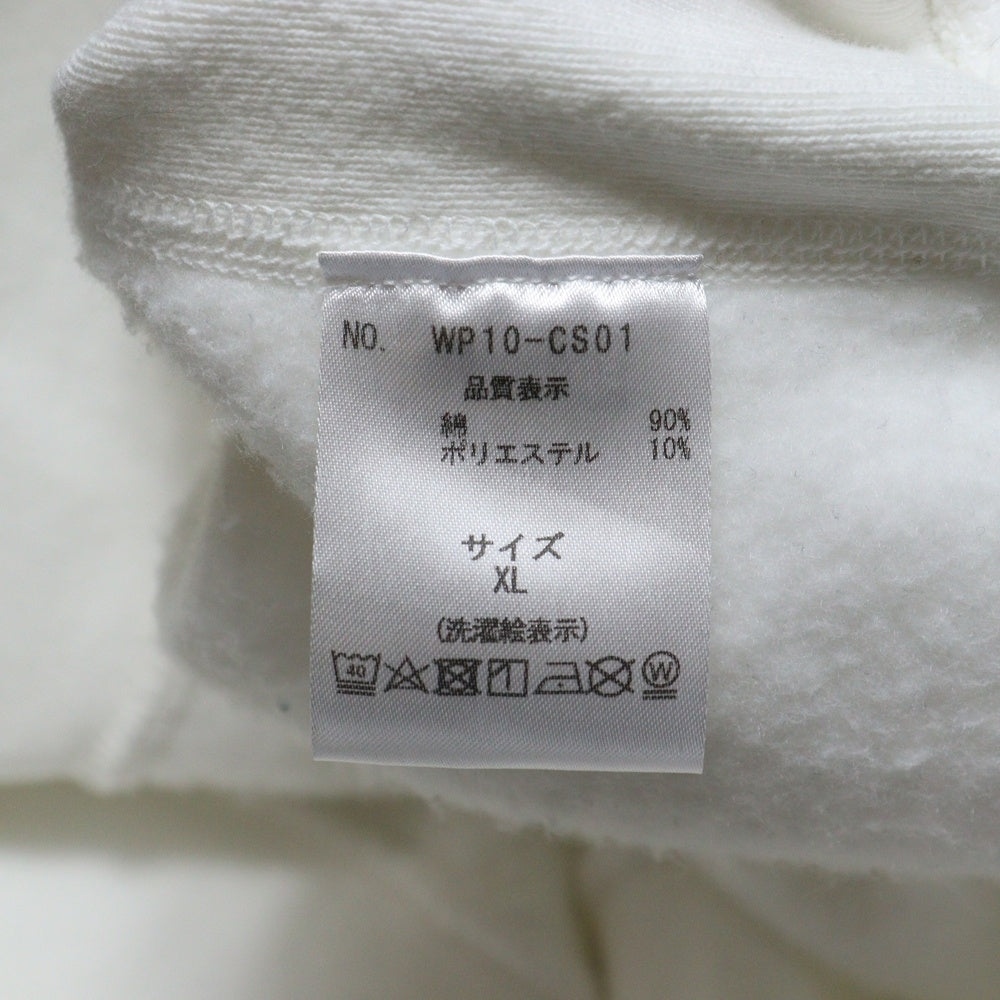 NO. WP10-CS01
品質表示
綿 90%
ポリエステル 10%
サイズ
XL
(洗濯絵表示)
40 W